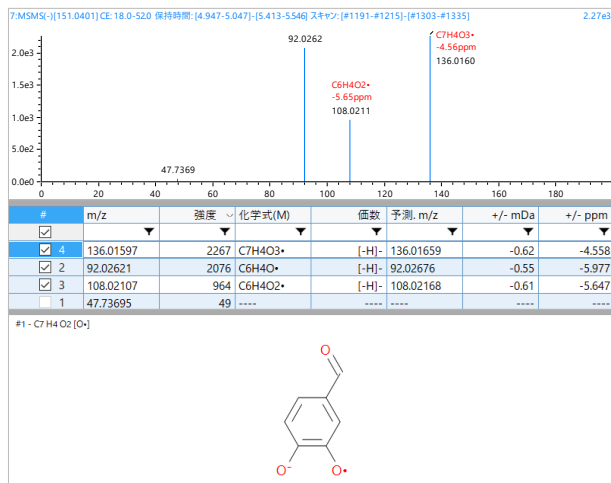 7:MSMS(-)[151.0401] CE: 18.0-52.0 保持時間: [4.947-5.047]-[5.413-5.546] スキャン: [#1191-#1215]-[#1303-#1335] 2.27e3
C7H4O3•
-4.56ppm
136.0160
92.0262
C6H4O2•
-5.65ppm
108.0211
47.7369
2.0e3
1.5e3
1.0e3
5.0e2
0.0e0
0 20 40 60 80 100 120 140 160 180 200
# m/z 強度 化学式(M) 価数 予測. m/z +/- mDa +/- ppm
4 136.01597 2267 C7H4O3• [-H]- 136.01659 -0.62 -4.558
2 92.02621 2076 C6H4O• [-H]- 92.02676 -0.55 -5.977
3 108.02107 964 C6H4O2• [-H]- 108.02168 -0.61 -5.647
1 47.73695 49 ---- ---- ---- ---- ----
#1 - C7 H4 O2 [O•]
O
O- O•